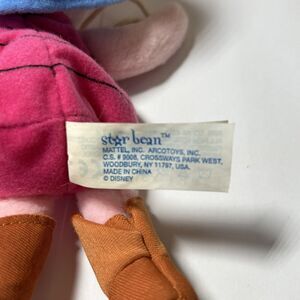 star bean™
MATTEL, INC. ARCOTOYS, INC.
C.S. # 9008, CROSSWAYS PARK WEST,
WOODBURY, NY 11797, USA.
MADE IN CHINA
© DISNEY